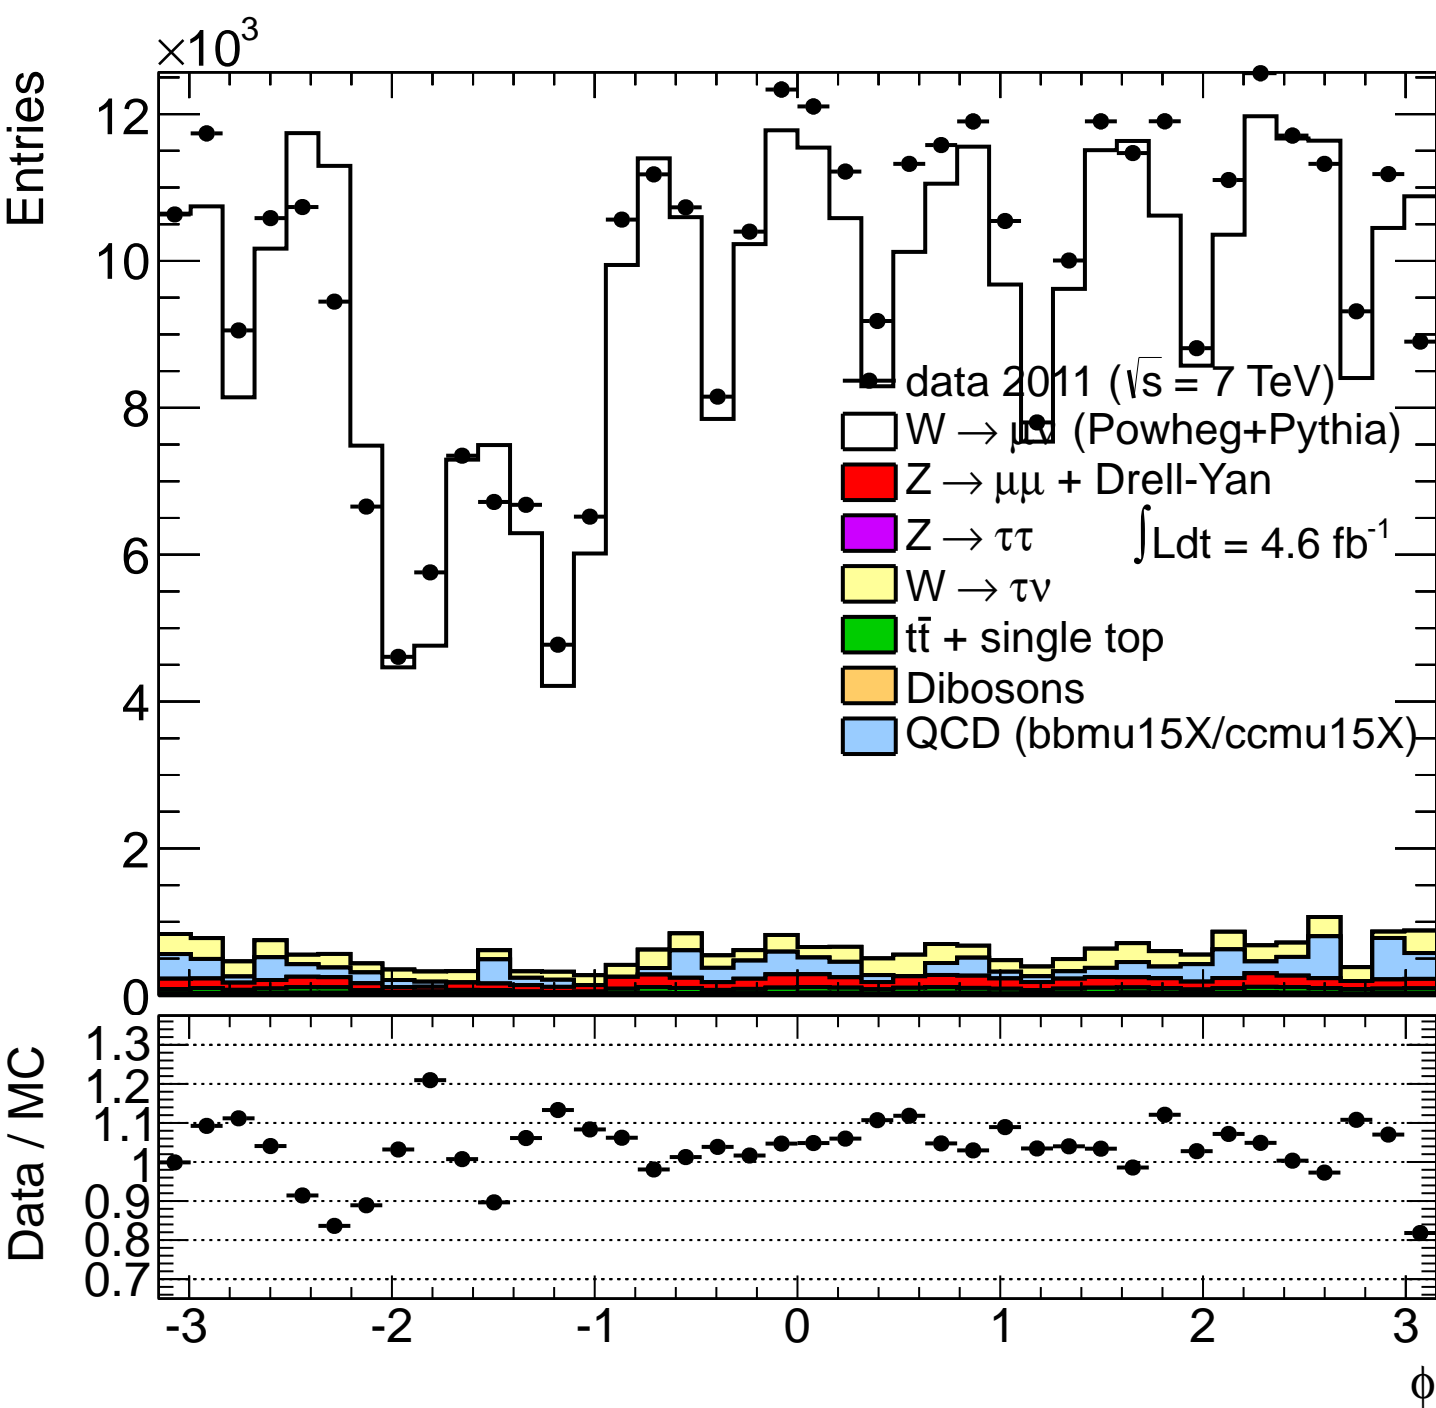 ×10³
Entries
12
10
8
6
4
2
0
data 2011 (√s = 7 TeV)
W → μν (Powheg+Pythia)
Z → μμ + Drell-Yan
Z → ττ
∫Ldt = 4.6 fb⁻¹
W → τν
tt̄ + single top
Dibosons
QCD (bbmu15X/ccmu15X)
Data / MC
1.3
1.2
1.1
1
0.9
0.8
0.7
-3 -2 -1 0 1 2 3
ϕ